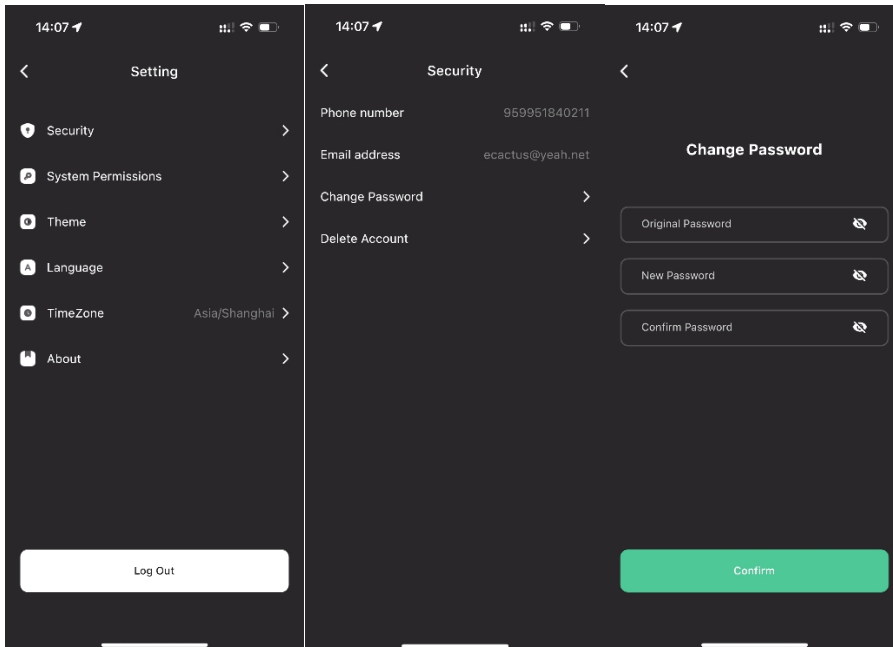 14:07
Setting
Security
System Permissions
Theme
A Language
TimeZone Asia/Shanghai
About
Log Out
14:07
Security
Phone number 959951840211
Email address ecactus@yeah.net
Change Password
Delete Account
14:07
Change Password
Original Password
New Password
Confirm Password
Confirm